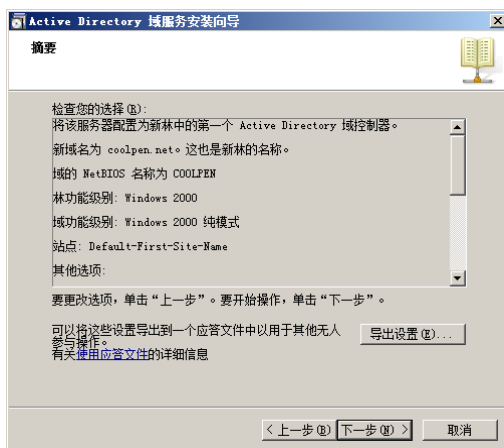 Active Directory 域服务安装向导
摘要
检查您的选择(R):
将该服务器配置为新林中的第一个 Active Directory 域控制器。
新域名为 coolpen.net。这也是新林的名称。
域的 NetBIOS 名称为 COOLPEN
林功能级别: Windows 2000
域功能级别: Windows 2000 纯模式
站点: Default-First-Site-Name
其他选项:
要更改选项，单击“上一步”。要开始操作，单击“下一步”。
可以将这些设置导出到一个应答文件中以用于其他无人
参与操作。
导出设置(E)...
有关使用应答文件的详细信息
< 上一步(B) 下一步(N) > 取消